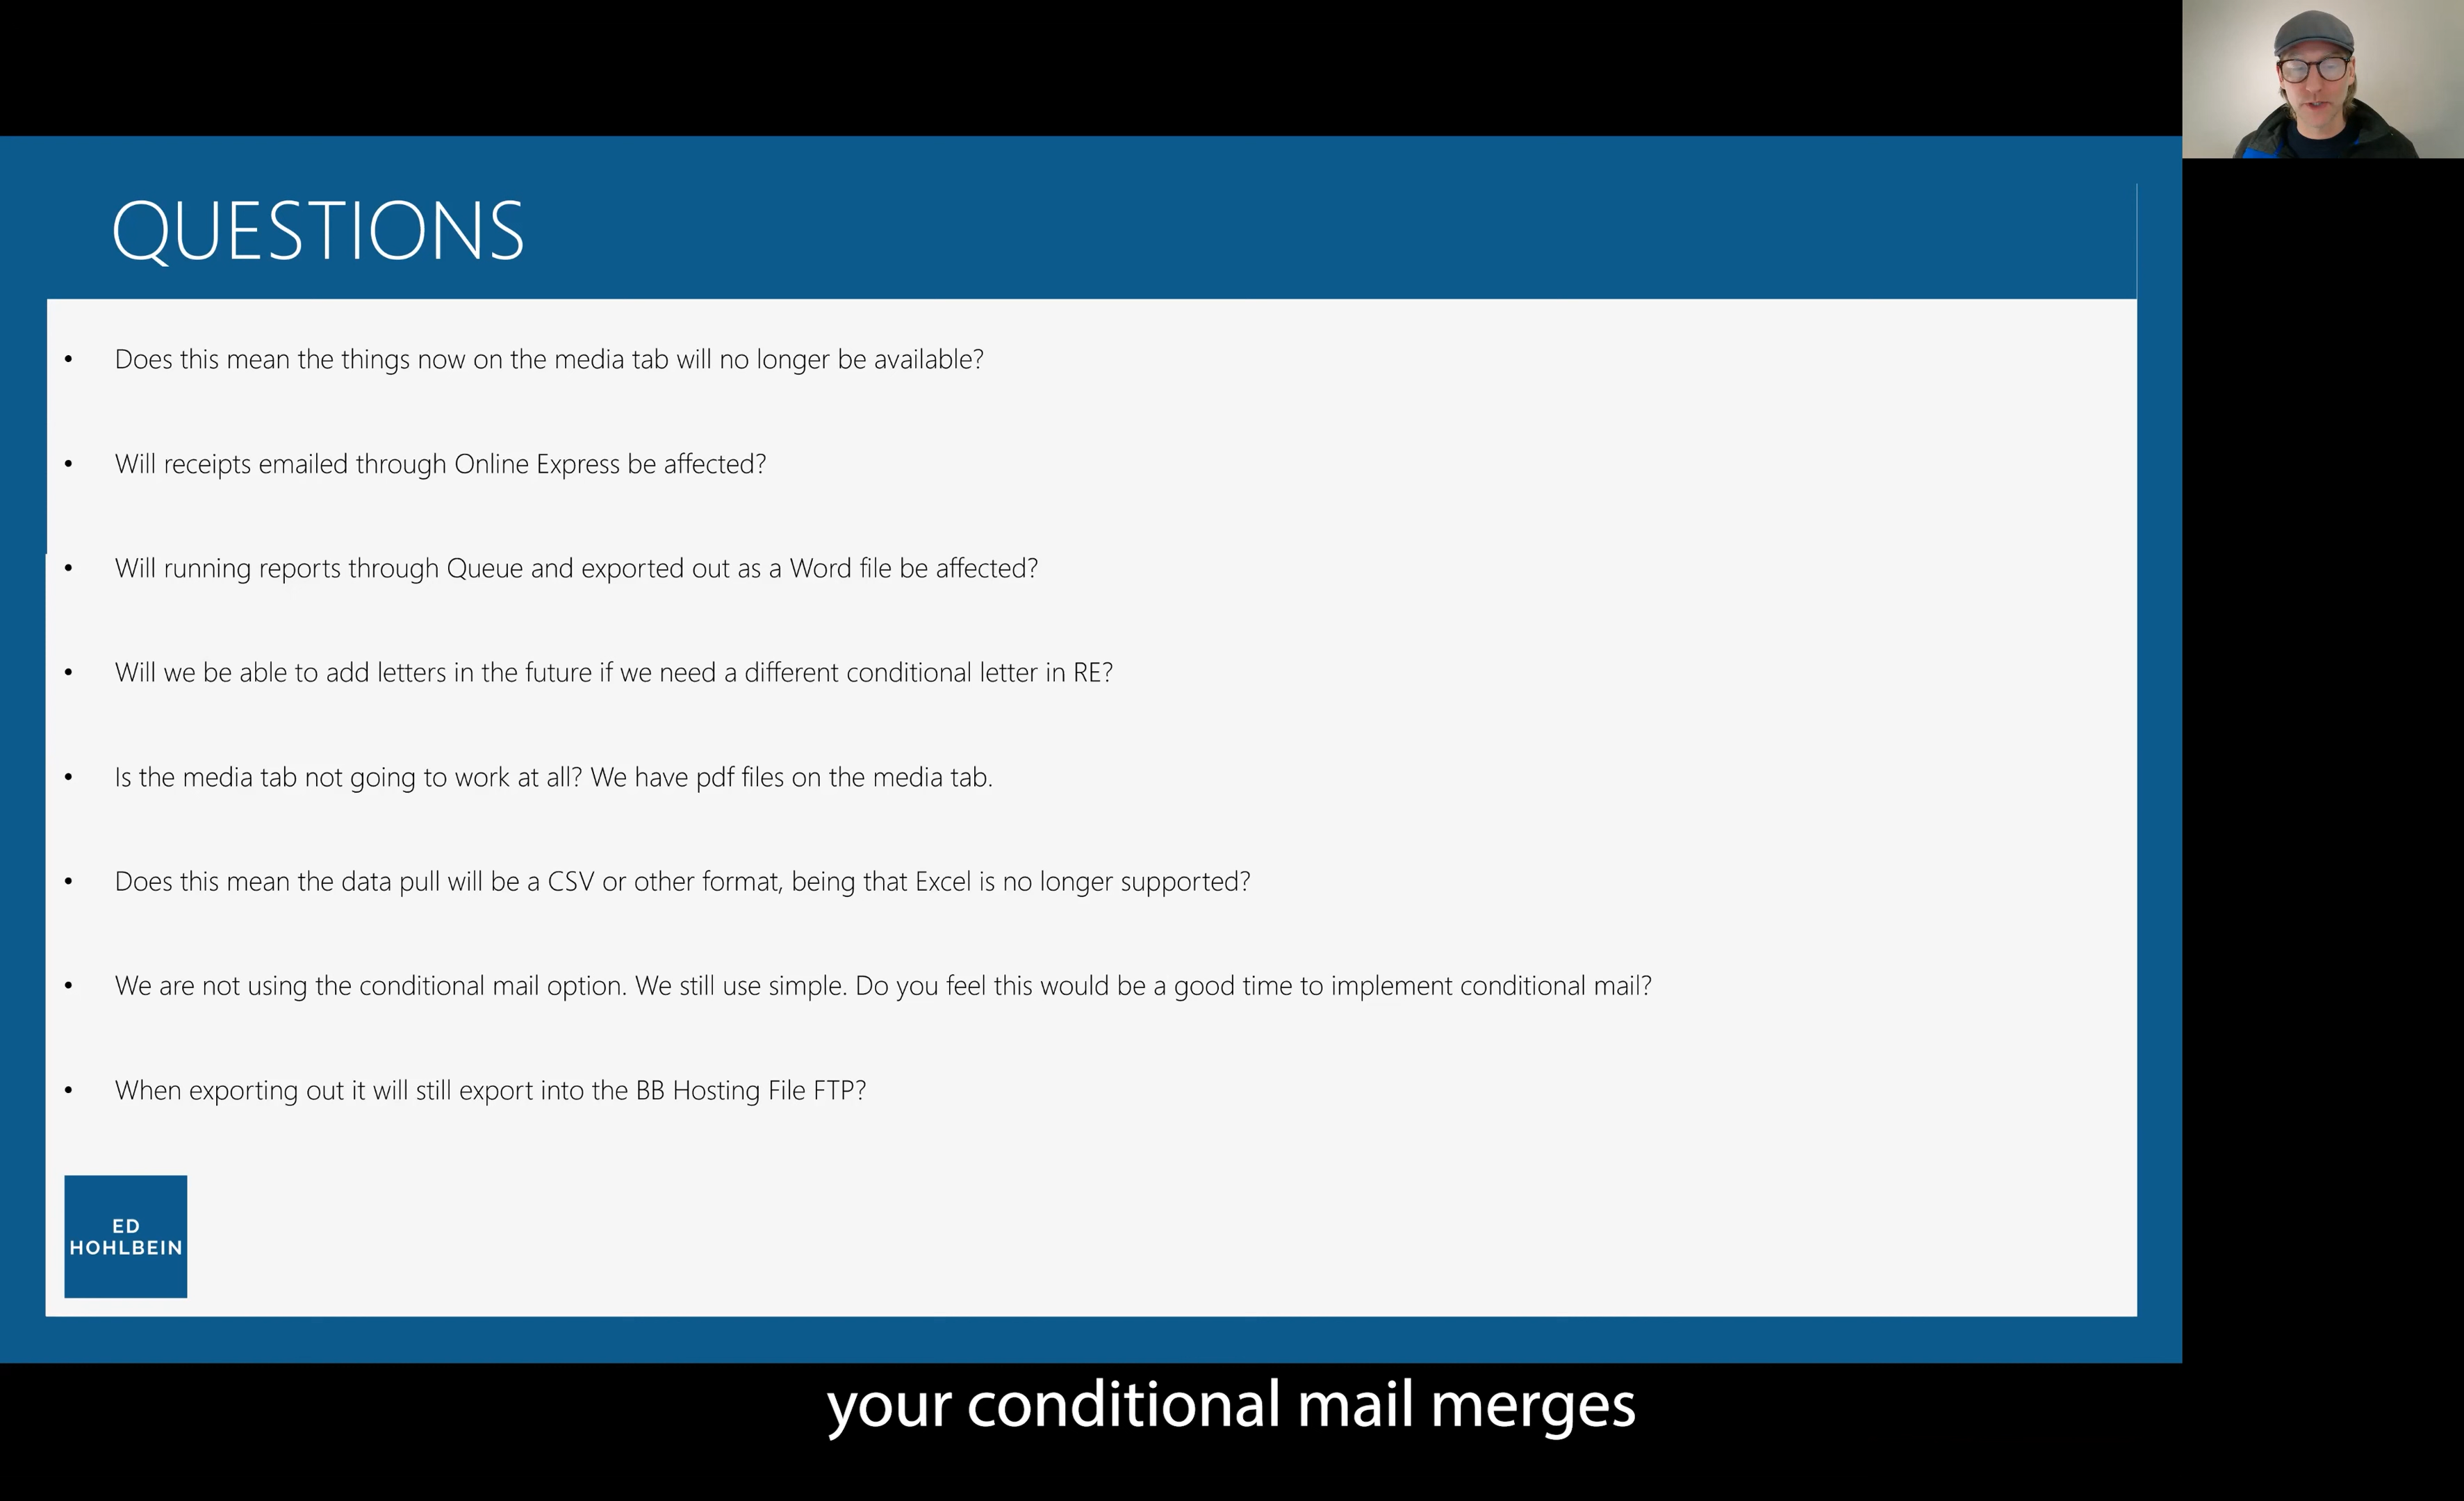 QUESTIONS
• Does this mean the things now on the media tab will no longer be available?
• Will receipts emailed through Online Express be affected?
• Will running reports through Queue and exported out as a Word file be affected?
• Will we be able to add letters in the future if we need a different conditional letter in RE?
• Is the media tab not going to work at all? We have pdf files on the media tab.
• Does this mean the data pull will be a CSV or other format, being that Excel is no longer supported?
• We are not using the conditional mail option. We still use simple. Do you feel this would be a good time to implement conditional mail?
• When exporting out it will still export into the BB Hosting File FTP?
ED
HOHLBEIN
your conditional mail merges